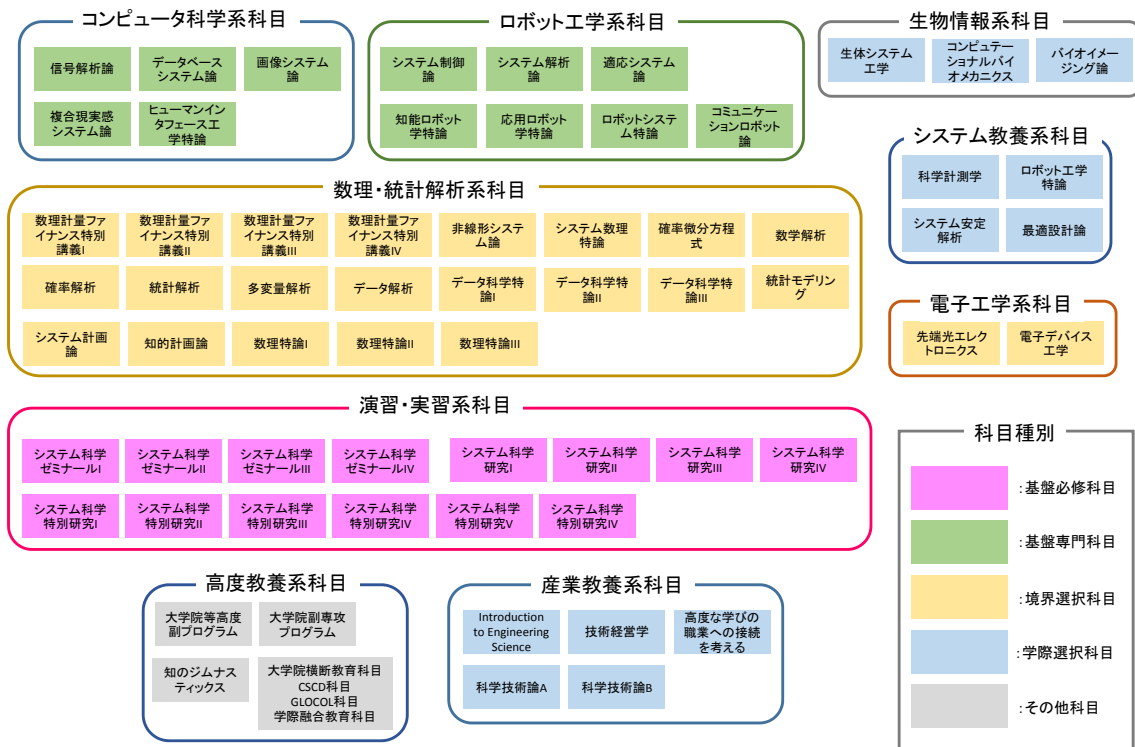 コンピュータ科学系科目
信号解析論
データベース
システム論
画像システム
論
複合現実感
システム論
ヒューマンイン
タフェース工
学特論
ロボット工学系科目
システム制御
論
システム解析
論
適応システム
論
知能ロボット
学特論
応用ロボット
学特論
ロボットシステ
ム特論
コミュニケー
ションロボット
論
生物情報系科目
生体システム
工学
コンピュテー
ショナルバイ
オメカニクス
バイオイメー
ジング論
システム教養系科目
科学計測学
ロボット工学
特論
システム安定
解析
最適設計論
数理・統計解析系科目
数理計量ファ
イナンス特別
講義I
数理計量ファ
イナンス特別
講義II
数理計量ファ
イナンス特別
講義III
数理計量ファ
イナンス特別
講義IV
非線形システ
ム論
システム数理
特論
確率微分方程
式
数学解析
確率解析
統計解析
多変量解析
データ解析
データ科学特
論I
データ科学特
論II
データ科学特
論III
統計モデリン
グ
システム計画
論
知的計画論
数理特論I
数理特論II
数理特論III
電子工学系科目
先端光エレク
トロニクス
電子デバイス
工学
演習・実習系科目
システム科学
ゼミナールI
システム科学
ゼミナールII
システム科学
ゼミナールIII
システム科学
ゼミナールIV
システム科学
研究I
システム科学
研究II
システム科学
研究III
システム科学
研究IV
システム科学
特別研究I
システム科学
特別研究II
システム科学
特別研究III
システム科学
特別研究IV
システム科学
特別研究V
システム科学
特別研究IV
科目種別
:基盤必修科目
:基盤専門科目
:境界選択科目
:学際選択科目
:その他科目
高度教養系科目
大学院等高度
副プログラム
大学院副専攻
プログラム
知のジムナス
ティックス
大学院横断教育科目
CSCD科目
GLOCOL科目
学際融合教育科目
産業教養系科目
Introduction
to Engineering
Science
技術経営学
高度な学びの
職業への接続
を考える
科学技術論A
科学技術論B